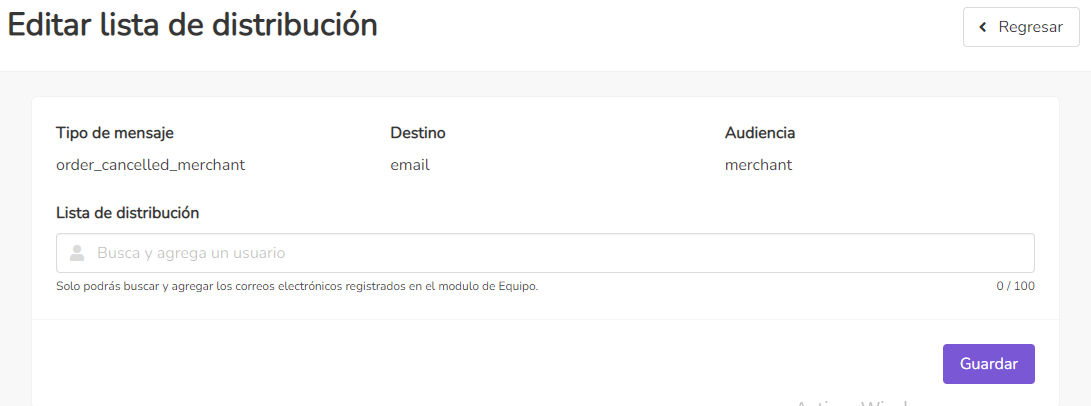 Editar lista de distribución
Regresar
Tipo de mensaje
Destino
Audiencia
order_cancelled_merchant
email
merchant
Lista de distribución
Busca y agrega un usuario
Solo podrás buscar y agregar los correos electrónicos registrados en el modulo de Equipo.
0 / 100
Guardar